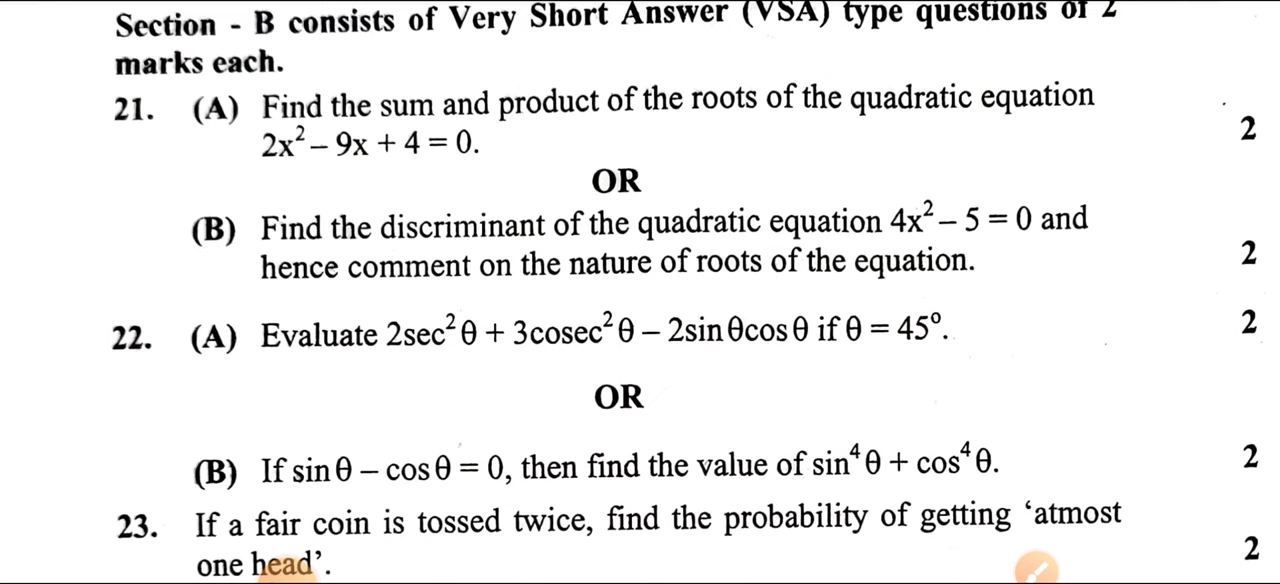 Section - B consists of Very Short Answer (VSA) type questions of 2
marks each.
21. (A) Find the sum and product of the roots of the quadratic equation
2x² – 9x + 4 = 0.
2
OR
(B) Find the discriminant of the quadratic equation 4x² – 5 = 0 and
hence comment on the nature of roots of the equation.
2
22. (A) Evaluate 2sec²θ + 3cosec²θ – 2sinθcosθ if θ = 45°.
2
OR
(B) If sinθ – cosθ = 0, then find the value of sin⁴θ + cos⁴θ.
2
23. If a fair coin is tossed twice, find the probability of getting ‘atmost
one head’.
2